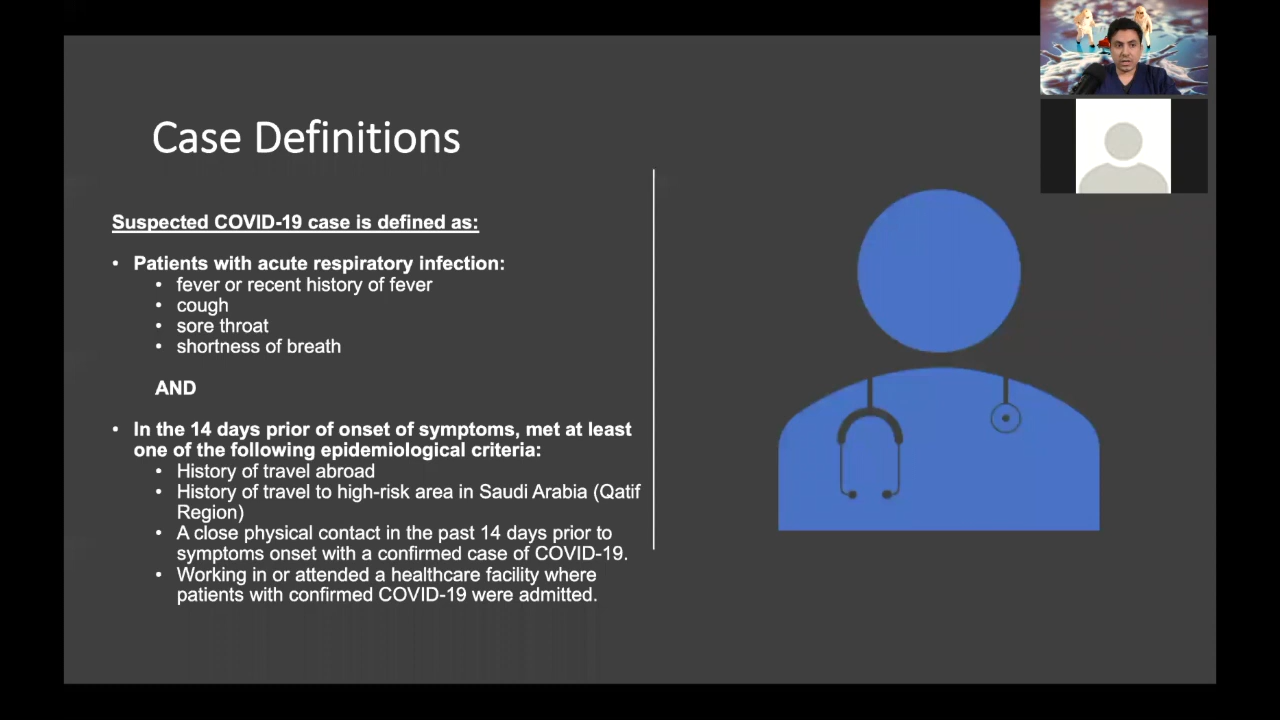 Case Definitions
Suspected COVID-19 case is defined as:
• Patients with acute respiratory infection:
• fever or recent history of fever
• cough
• sore throat
• shortness of breath
AND
• In the 14 days prior of onset of symptoms, met at least
one of the following epidemiological criteria:
• History of travel abroad
• History of travel to high-risk area in Saudi Arabia (Qatif
Region)
• A close physical contact in the past 14 days prior to
symptoms onset with a confirmed case of COVID-19.
• Working in or attended a healthcare facility where
patients with confirmed COVID-19 were admitted.